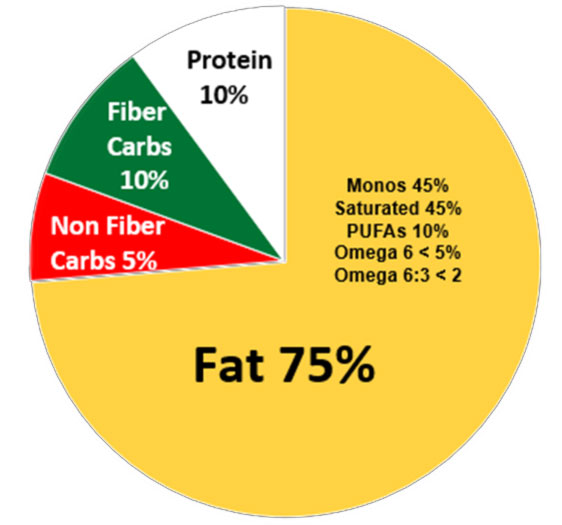 Protein
10%
Fiber
Carbs
10%
Non Fiber
Carbs 5%
Monos 45%
Saturated 45%
PUFAs 10%
Omega 6 < 5%
Omega 6:3 < 2
Fat 75%